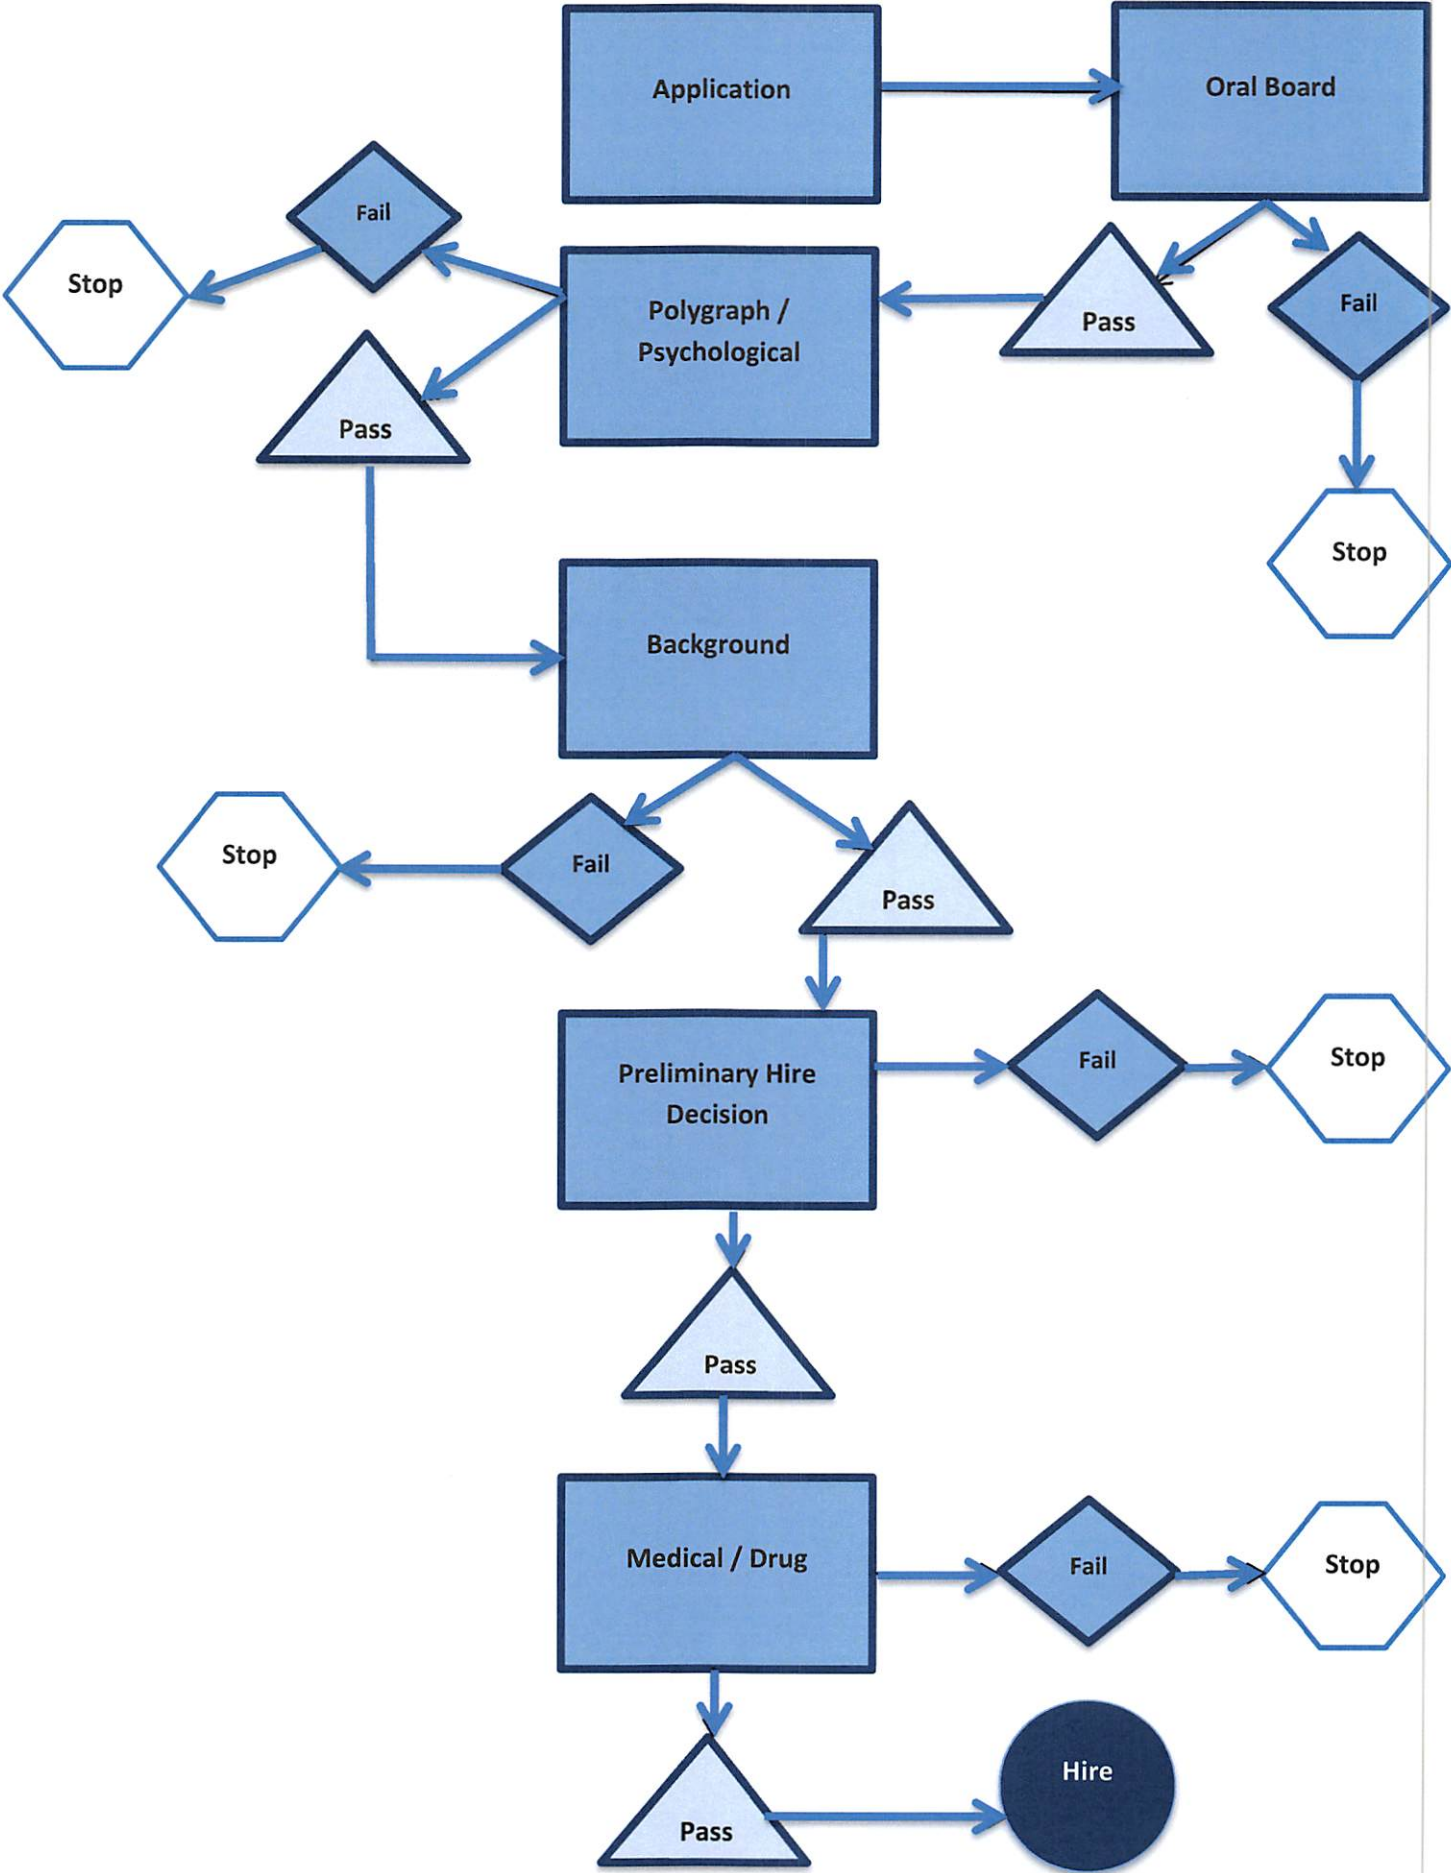 Application
Oral Board
Fail
Stop
Polygraph /
Psychological
Pass
Fail
Pass
Stop
Background
Stop
Fail
Pass
Preliminary Hire
Decision
Fail
Stop
Pass
Medical / Drug
Fail
Stop
Pass
Hire